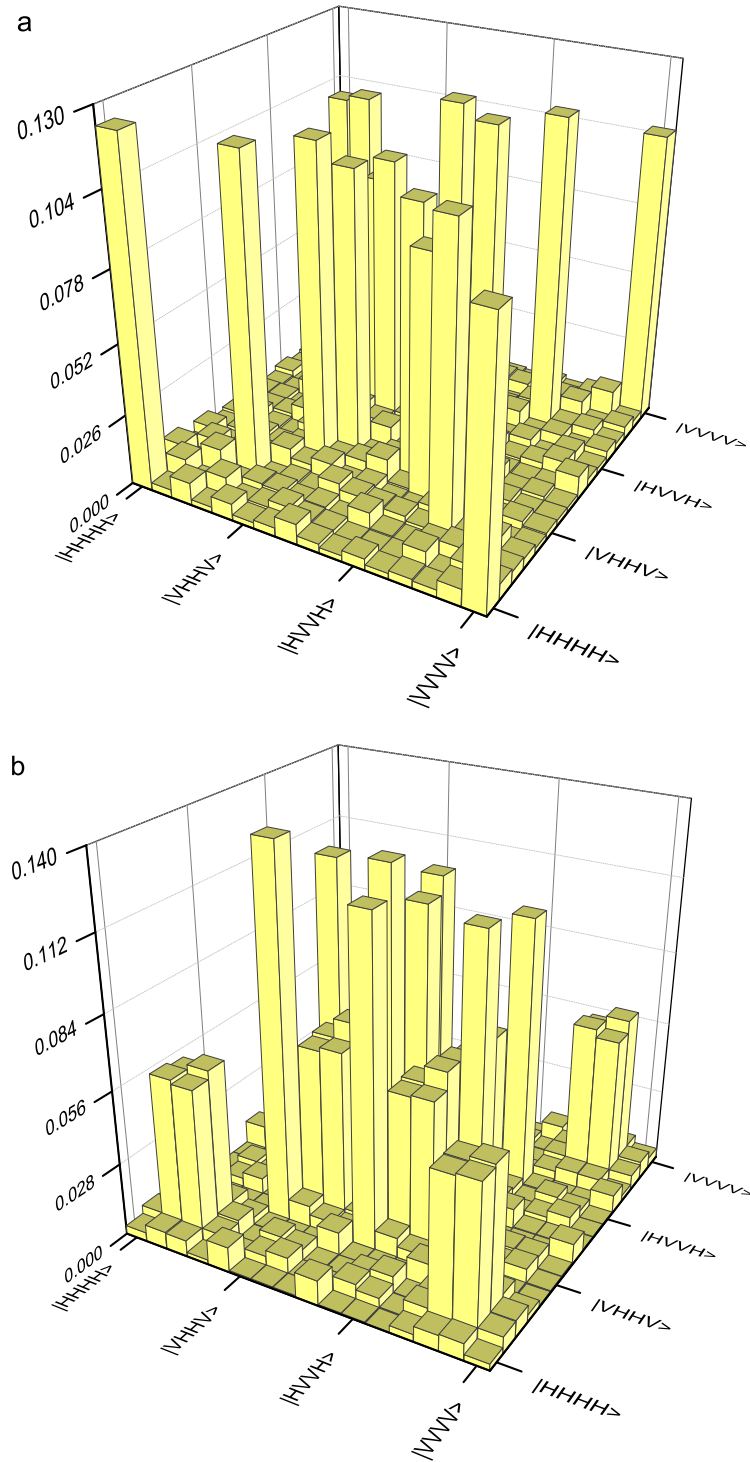 a
0.130
0.104
0.078
0.052
0.026
0.000
|HHHH>
|VHHV>
|HVVH>
|VVVV>
|VVVV>
|HVVH>
|VHHV>
|HHHH>
b
0.140
0.112
0.084
0.056
0.028
0.000
|HHHH>
|VHHV>
|HVVH>
|VVVV>
|VVVV>
|HVVH>
|VHHV>
|HHHH>